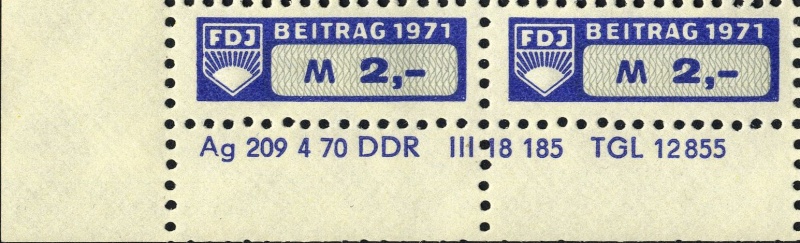 FDJ BEITRAG 1971 FDJ BEITRAG 1971
M 2,- M 2,-
Ag 209 4 70 DDR III 18 185 TGL 12855